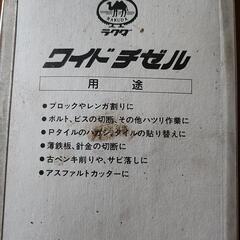 RAKUDA
ラクダ
ワイドチゼル
用途
●ブロックやレンガ割りに
●ボルト、ビスの切断、その他ハツリ作業に
●Pタイルのハガシ、タイルの貼り替えに
●薄鉄板、針金の切断に
●古ペンキ削りや、サビ落しに
●アスファルトカッターに